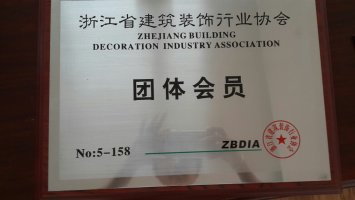 浙江省建筑装饰行业协会
ZHEJIANG BUILDING
DECORATION INDUSTRY ASSOCIATION
团体会员
No:5-158
ZBDIA